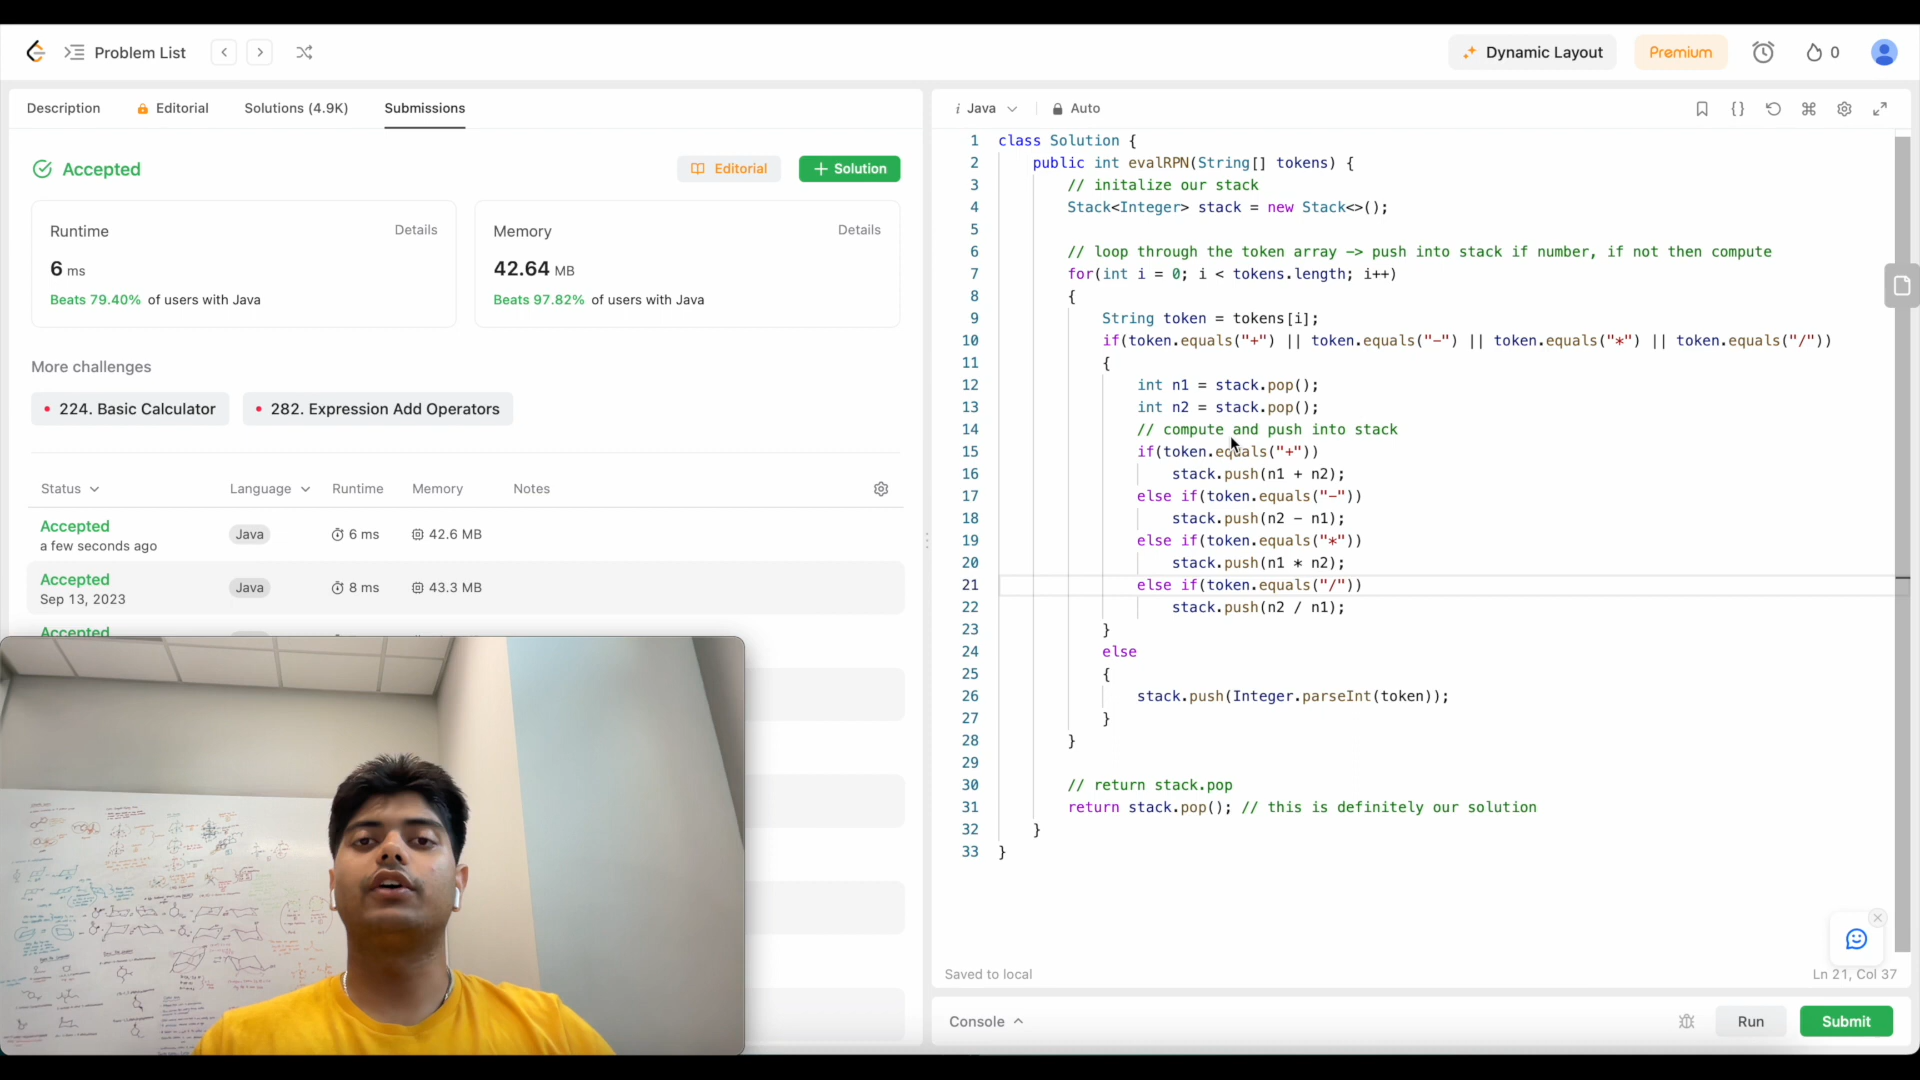 Problem List
Dynamic Layout
Premium
0
Description
Editorial
Solutions (4.9K)
Submissions
Accepted
Editorial
Solution
Runtime
Details
6 ms
Beats 79.40% of users with Java
Memory
Details
42.64 MB
Beats 97.82% of users with Java
More challenges
224. Basic Calculator
282. Expression Add Operators
Status
Language
Runtime
Memory
Notes
Accepted
a few seconds ago
Java
6 ms
42.6 MB
Accepted
Sep 13, 2023
Java
8 ms
43.3 MB
Accepted
Java
Auto
1 class Solution {
2 public int evalRPN(String[] tokens) {
3 // initalize our stack
4 Stack<Integer> stack = new Stack<>();
5
6 // loop through the token array -> push into stack if number, if not then compute
7 for(int i = 0; i < tokens.length; i++)
8 {
9 String token = tokens[i];
10 if(token.equals("+") || token.equals("-") || token.equals("*") || token.equals("/"))
11 {
12 int n1 = stack.pop();
13 int n2 = stack.pop();
14 // compute and push into stack
15 if(token.equals("+"))
16 stack.push(n1 + n2);
17 else if(token.equals("-"))
18 stack.push(n2 - n1);
19 else if(token.equals("*"))
20 stack.push(n1 * n2);
21 else if(token.equals("/"))
22 stack.push(n2 / n1);
23 }
24 else
25 {
26 stack.push(Integer.parseInt(token));
27 }
28 }
29
30 // return stack.pop
31 return stack.pop(); // this is definitely our solution
32 }
33 }
Saved to local
Ln 21, Col 37
Console
Run
Submit